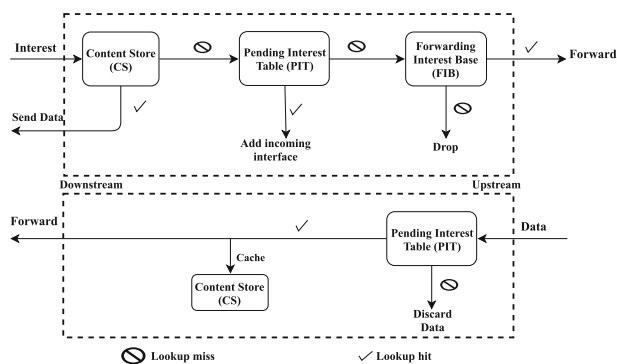 Interest
Content Store
(CS)
Pending Interest
Table (PIT)
Forwarding
Interest Base
(FIB)
Forward
Send Data
Add incoming
interface
Drop
Downstream
Upstream
Forward
Pending Interest
Table (PIT)
Data
Cache
Content Store
(CS)
Discard
Data
Lookup miss
Lookup hit